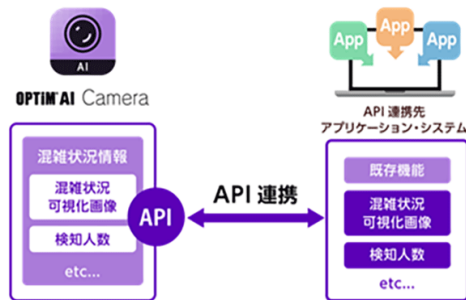 AI
OPTiM AI Camera
混雑状況情報
混雑状況
可視化画像
検知人数
etc...
API
API 連携
App
App
App
API 連携先
アプリケーション・システム
既存機能
混雑状況
可視化画像
検知人数
etc...